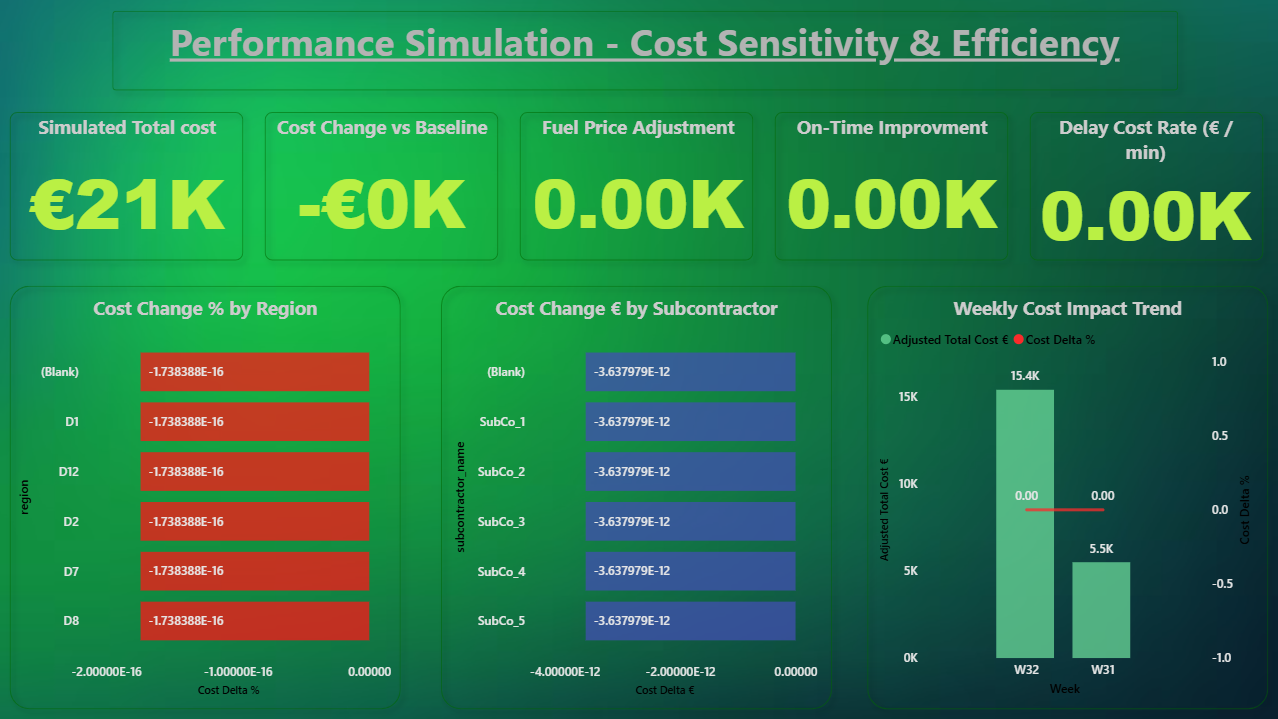 Performance Simulation - Cost Sensitivity & Efficiency
Simulated Total cost
€21K
Cost Change vs Baseline
-€0K
Fuel Price Adjustment
0.00K
On-Time Improvment
0.00K
Delay Cost Rate (€ /
min)
0.00K
Cost Change % by Region
region
(Blank)
-1.738388E-16
D1
-1.738388E-16
D12
-1.738388E-16
D2
-1.738388E-16
D7
-1.738388E-16
D8
-1.738388E-16
-2.00000E-16
-1.00000E-16
0.00000
Cost Delta %
Cost Change € by Subcontractor
subcontractor_name
(Blank)
-3.637979E-12
SubCo_1
-3.637979E-12
SubCo_2
-3.637979E-12
SubCo_3
-3.637979E-12
SubCo_4
-3.637979E-12
SubCo_5
-3.637979E-12
-4.00000E-12
-2.00000E-12
0.00000
Cost Delta €
Weekly Cost Impact Trend
Adjusted Total Cost € Cost Delta %
Adjusted Total Cost €
15K
10K
5K
0K
15.4K
0.00
0.00
5.5K
1.0
0.5
0.0
-0.5
-1.0
Cost Delta %
W32
W31
Week